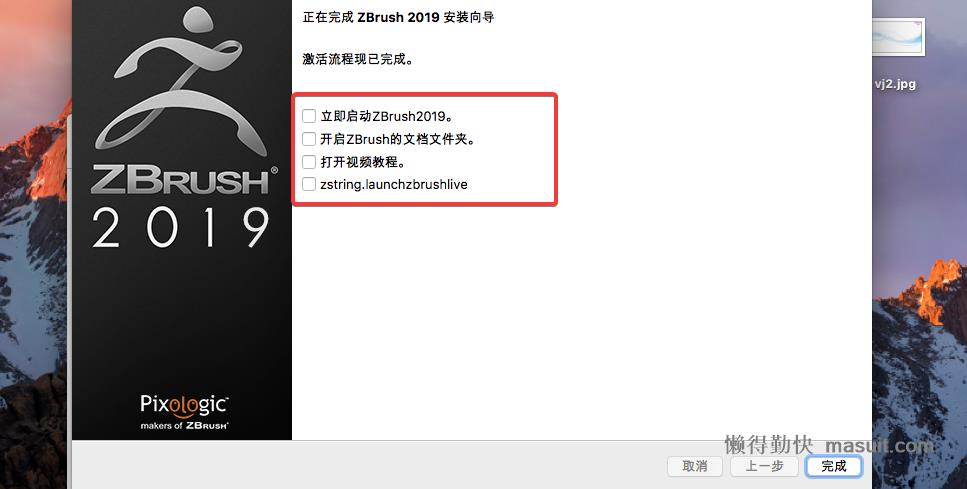 正在完成 ZBrush 2019 安装向导
激活流程现已完成。
立即启动ZBrush2019。
开启ZBrush的文档文件夹。
打开视频教程。
zstring.launchzbrushlive
vj2.jpg
ZBRUSH®
2019
Pixologic™
makers of ZBRUSH®
懒得勤快 masuit.com
取消
上一步
完成